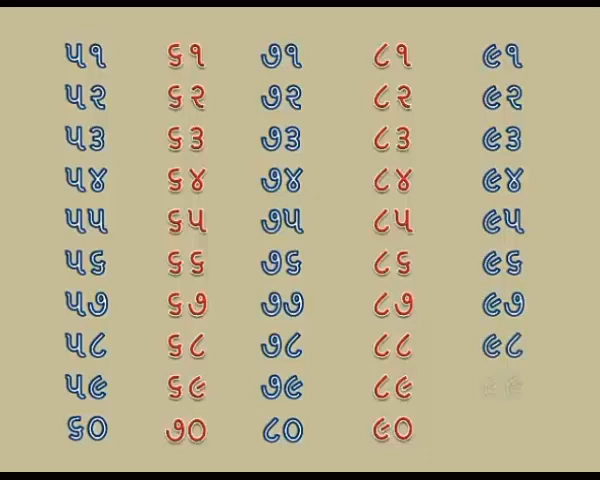 ૫૧ ૬૧ ૭૧ ૮૧ ૯૧
૫૨ ૬૨ ૭૨ ૮૨ ૯૨
૫૩ ૬૩ ૭૩ ૮૩ ૯૩
૫૪ ૬૪ ૭૪ ૮૪ ૯૪
૫૫ ૬૫ ૭૫ ૮૫ ૯૫
૫૬ ૬૬ ૭૬ ૮૬ ૯૬
૫૭ ૬૭ ૭૭ ૮૭ ૯૭
૫૮ ૬૮ ૭૮ ૮૮ ૯૮
૫૯ ૬૯ ૭૯ ૮૯
૬૦ ૭૦ ૮૦ ૯૦